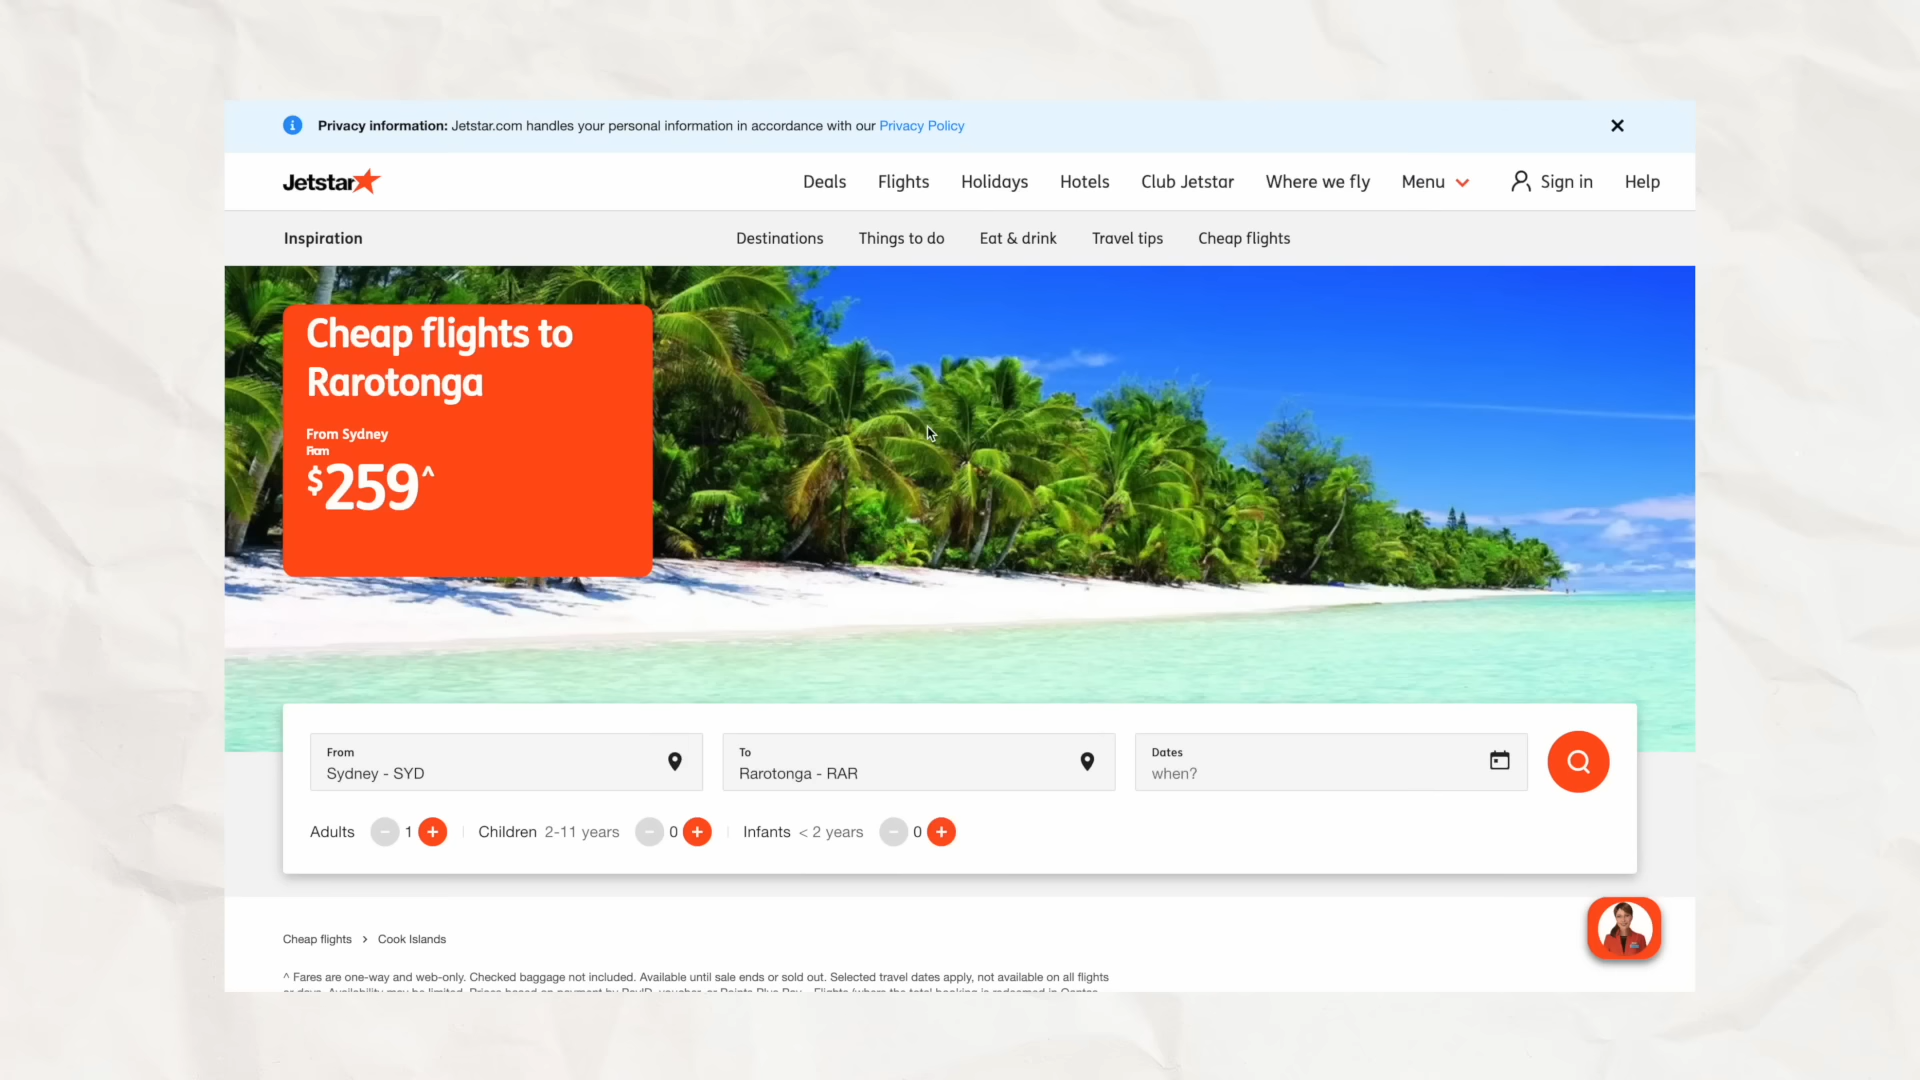 Privacy information: Jetstar.com handles your personal information in accordance with our Privacy Policy
Jetstar
Deals Flights Holidays Hotels Club Jetstar Where we fly Menu Sign in Help
Inspiration
Destinations Things to do Eat & drink Travel tips Cheap flights
Cheap flights to
Rarotonga
From Sydney
$259^
From
Sydney - SYD
To
Rarotonga - RAR
Dates
when?
Adults 1 Children 2-11 years 0 Infants < 2 years 0
Cheap flights > Cook Islands
^ Fares are one-way and web-only. Checked baggage not included. Available until sale ends or sold out. Selected travel dates apply, not available on all flights